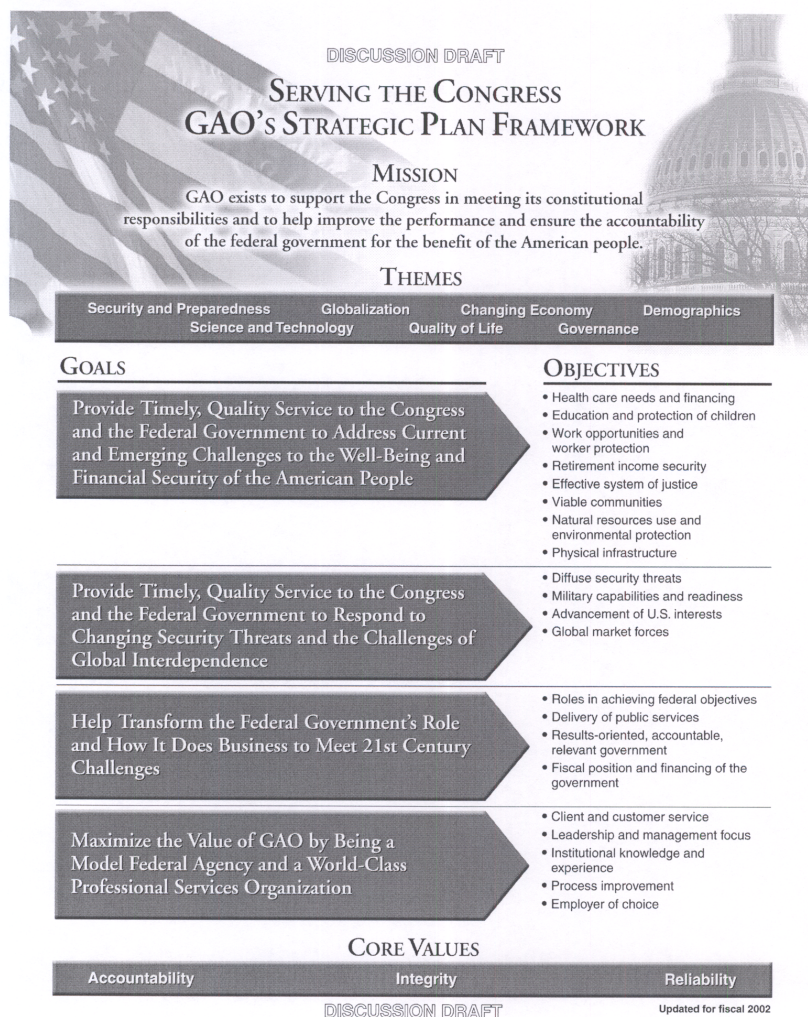 DISCUSSION DRAFT
SERVING THE CONGRESS
GAO'S STRATEGIC PLAN FRAMEWORK
MISSION
GAO exists to support the Congress in meeting its constitutional
responsibilities and to help improve the performance and ensure the accountability
of the federal government for the benefit of the American people.
THEMES
Security and Preparedness Globalization Changing Economy Demographics
Science and Technology Quality of Life Governance
GOALS
Provide Timely, Quality Service to the Congress
and the Federal Government to Address Current
and Emerging Challenges to the Well-Being and
Financial Security of the American People
OBJECTIVES
• Health care needs and financing
• Education and protection of children
• Work opportunities and
worker protection
• Retirement income security
• Effective system of justice
• Viable communities
• Natural resources use and
environmental protection
• Physical infrastructure
Provide Timely, Quality Service to the Congress
and the Federal Government to Respond to
Changing Security Threats and the Challenges of
Global Interdependence
• Diffuse security threats
• Military capabilities and readiness
• Advancement of U.S. interests
• Global market forces
Help Transform the Federal Government's Role
and How It Does Business to Meet 21st Century
Challenges
• Roles in achieving federal objectives
• Delivery of public services
• Results-oriented, accountable,
relevant government
• Fiscal position and financing of the
government
Maximize the Value of GAO by Being a
Model Federal Agency and a World-Class
Professional Services Organization
• Client and customer service
• Leadership and management focus
• Institutional knowledge and
experience
• Process improvement
• Employer of choice
CORE VALUES
Accountability Integrity Reliability
DISCUSSION DRAFT
Updated for fiscal 2002